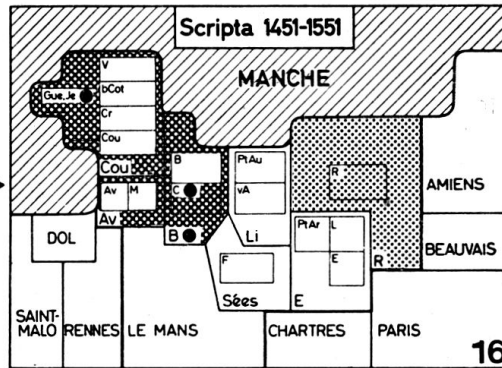 Scripta 1451-1551
MANCHE
V
Gue, Je
bCot
Cr
Cou
Cou
B
PtAu
R
AMIENS
Av M
C
vA
Av
B
Li
PtAr L
DOL
F
E
R
BEAUVAIS
Sées
E
SAINT-
MALO
RENNES
LE MANS
CHARTRES
PARIS
16